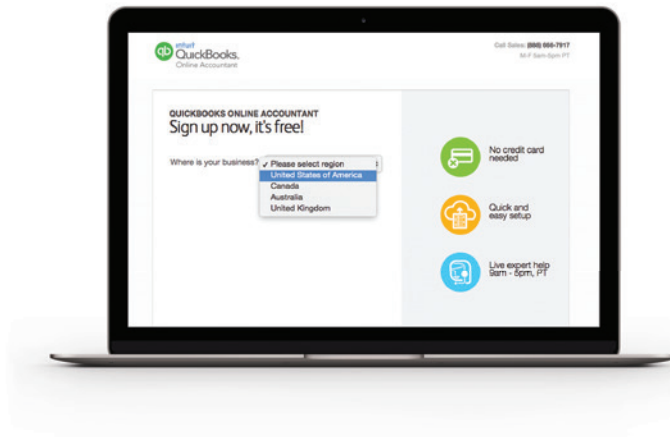 intuit
QuickBooks.
Online Accountant
Call Sales: (888) 666-7917
M-F 9am-6pm PT
QUICKBOOKS ONLINE ACCOUNTANT
Sign up now, it's free!
Where is your business?
✓ Please select region
United States of America
Canada
Australia
United Kingdom
No credit card
needed
Quick and
easy setup
Live expert help
9am - 5pm, PT